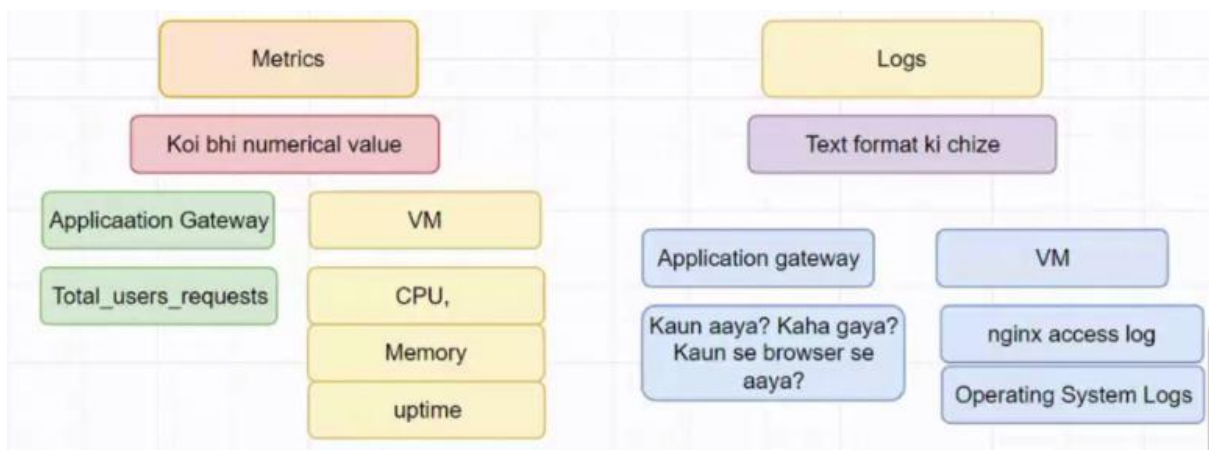 Metrics
Koi bhi numerical value
Applicaation Gateway
VM
Total_users_requests
CPU,
Memory
uptime
Logs
Text format ki chize
Application gateway
VM
Kaun aaya? Kaha gaya?
Kaun se browser se
aaya?
nginx access log
Operating System Logs